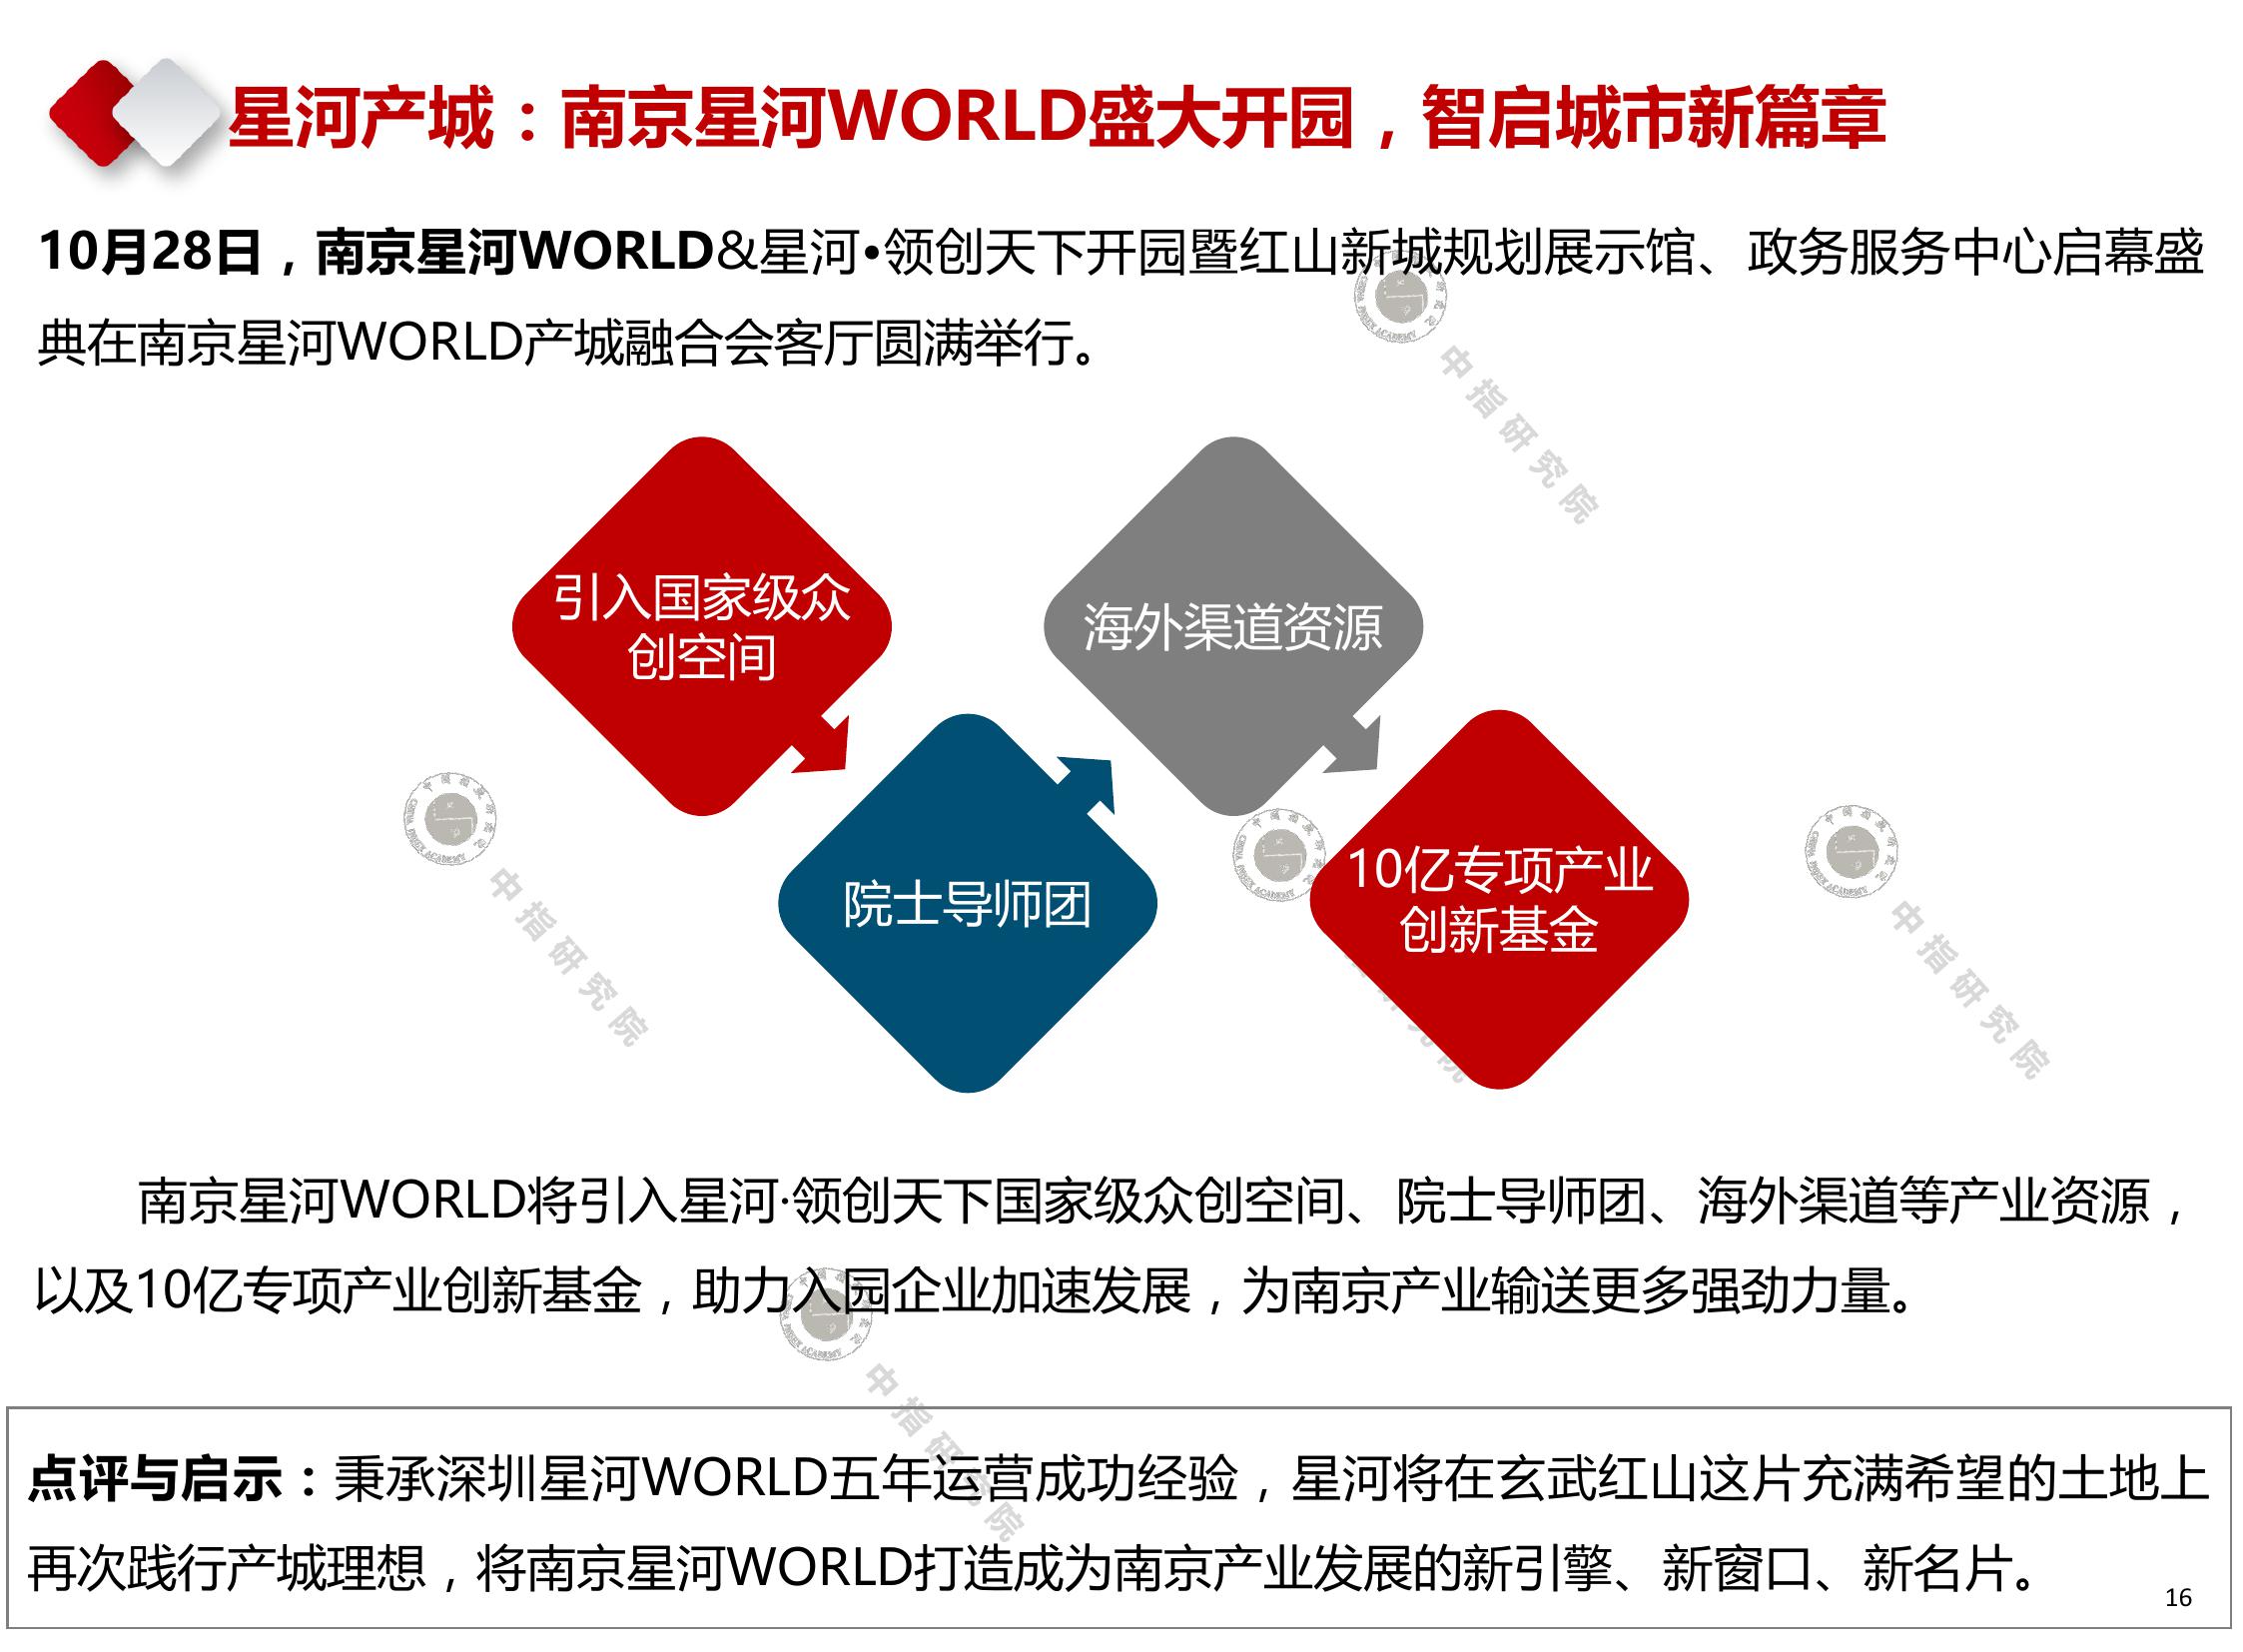 星河产城：南京星河WORLD盛大开园，智启城市新篇章
10月28日，南京星河WORLD&星河•领创天下开园暨红山新城规划展示馆、政务服务中心启幕盛
典在南京星河WORLD产城融合会客厅圆满举行。
中指研究院
引入国家级众
创空间
海外渠道资源
院士导师团
10亿专项产业
创新基金
中指研究院
中指研究院
南京星河WORLD将引入星河·领创天下国家级众创空间、院士导师团、海外渠道等产业资源，
以及10亿专项产业创新基金，助力入园企业加速发展，为南京产业输送更多强劲力量。
中指研究院
点评与启示：秉承深圳星河WORLD五年运营成功经验，星河将在玄武红山这片充满希望的土地上
再次践行产城理想，将南京星河WORLD打造成为南京产业发展的新引擎、新窗口、新名片。
16